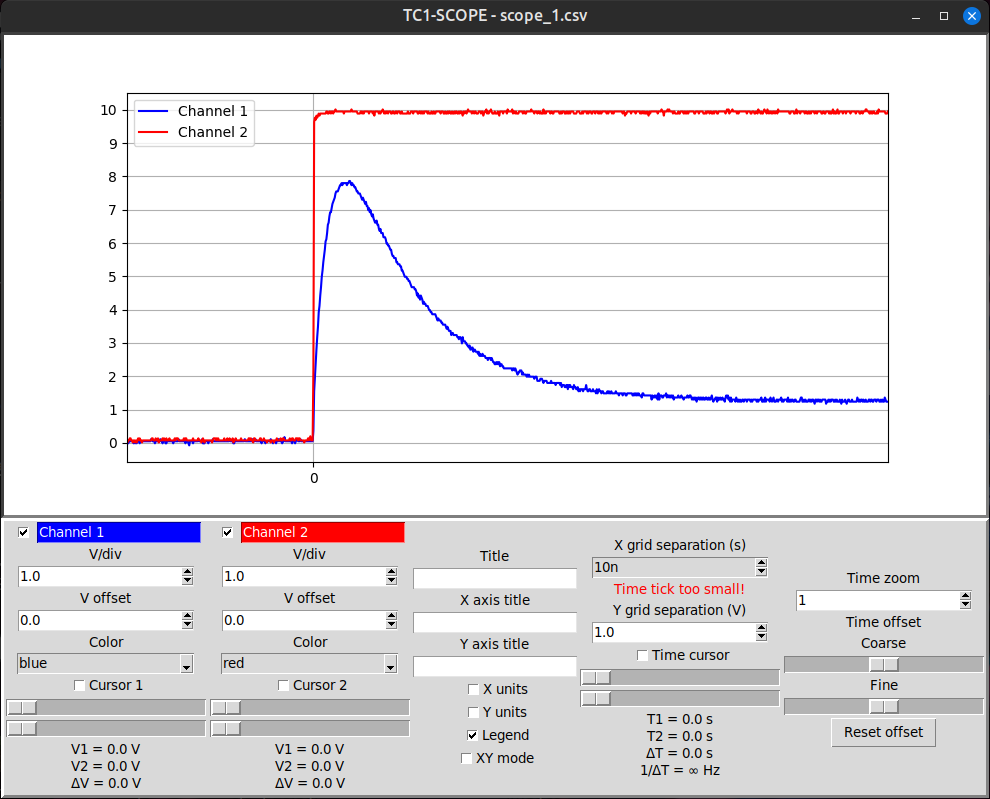 TC1-SCOPE - scope_1.csv
10
9
8
7
6
5
4
3
2
1
0
0
Channel 1
Channel 2
Channel 1
V/div
1.0
V offset
0.0
Color
blue
Cursor 1
V1 = 0.0 V
V2 = 0.0 V
ΔV = 0.0 V
Channel 2
V/div
1.0
V offset
0.0
Color
red
Cursor 2
V1 = 0.0 V
V2 = 0.0 V
ΔV = 0.0 V
Title
X axis title
Y axis title
X units
Y units
Legend
XY mode
X grid separation (s)
10n
Time tick too small!
Y grid separation (V)
1.0
Time cursor
T1 = 0.0 s
T2 = 0.0 s
ΔT = 0.0 s
1/ΔT = ∞ Hz
Time zoom
1
Time offset
Coarse
Fine
Reset offset